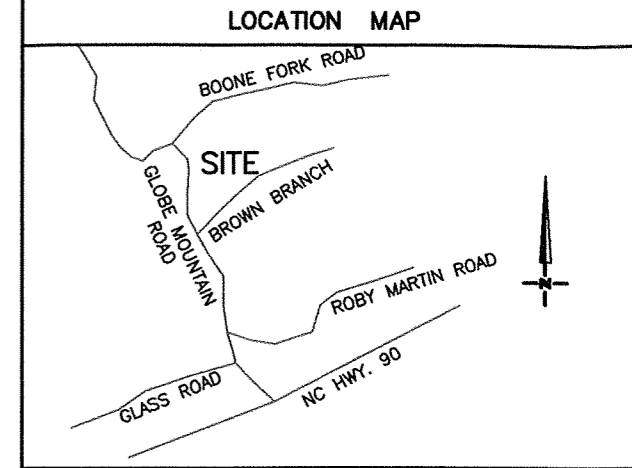 LOCATION MAP
BOONE FORK ROAD
SITE
GLOBE MOUNTAIN
ROAD
BROWN BRANCH
N
ROBY MARTIN ROAD
GLASS ROAD
NC HWY. 90